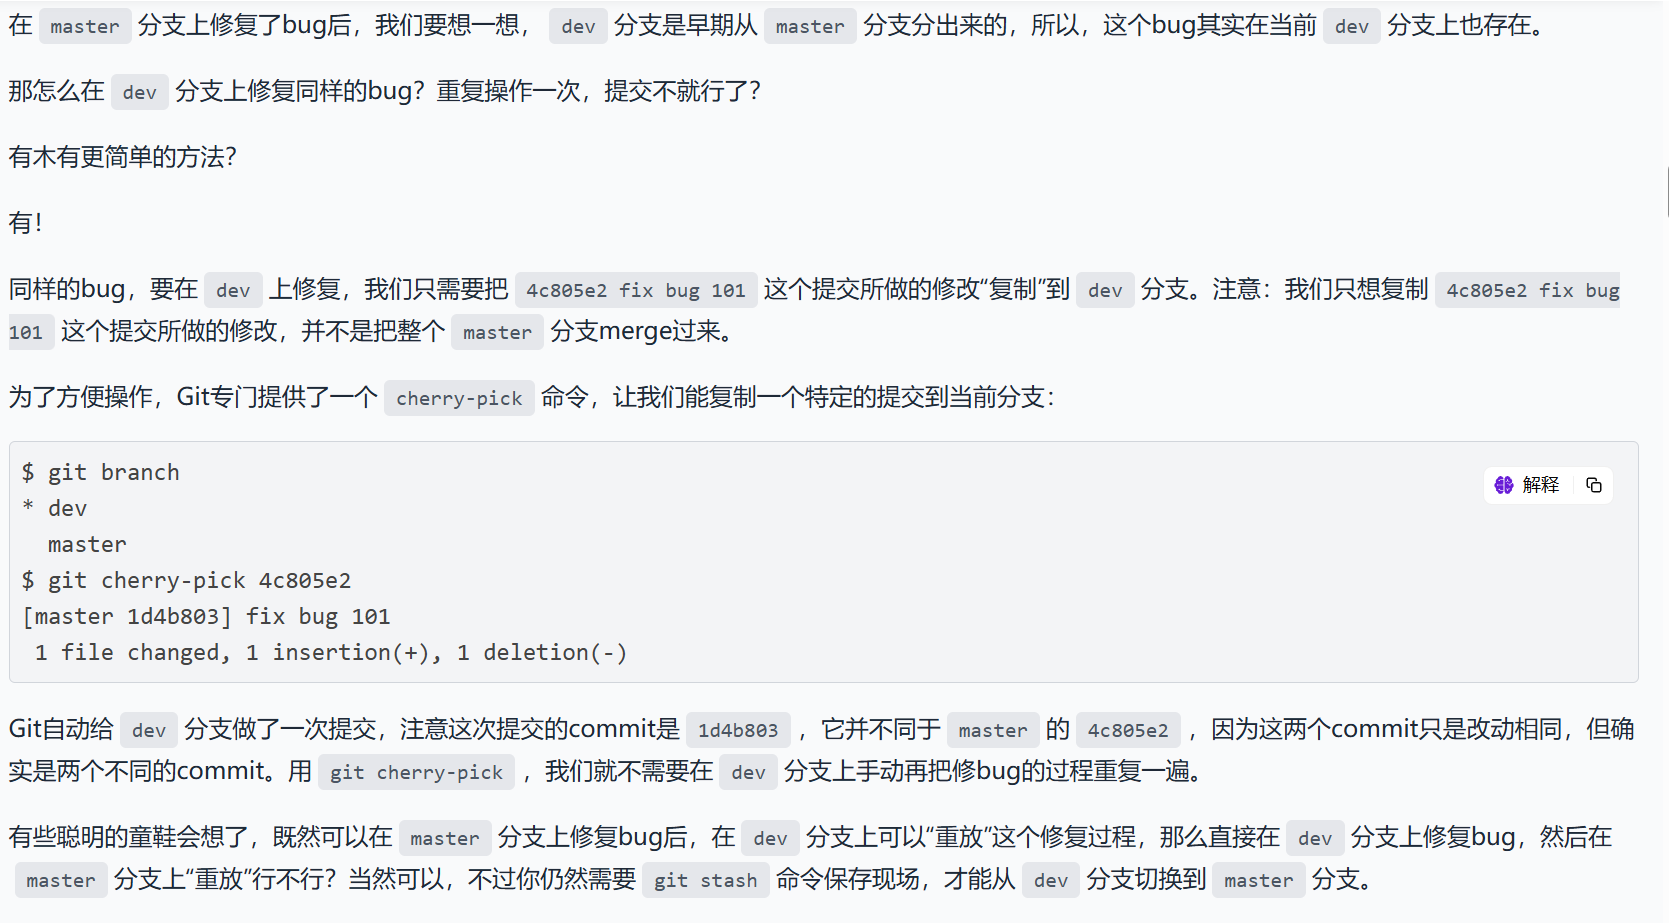 在 master 分支上修复了bug后，我们要想一想， dev 分支是早期从 master 分支分出来的，所以，这个bug其实在当前 dev 分支上也存在。
那怎么在 dev 分支上修复同样的bug？重复操作一次，提交不就行了？
有木有更简单的方法？
有！
同样的bug，要在 dev 上修复，我们只需要把 4c805e2 fix bug 101 这个提交所做的修改“复制”到 dev 分支。注意：我们只想复制 4c805e2 fix bug
101 这个提交所做的修改，并不是把整个 master 分支merge过来。
为了方便操作，Git专门提供了一个 cherry-pick 命令，让我们能复制一个特定的提交到当前分支：
$ git branch
解释
* dev
  master
$ git cherry-pick 4c805e2
[master 1d4b803] fix bug 101
 1 file changed, 1 insertion(+), 1 deletion(-)
Git自动给 dev 分支做了一次提交，注意这次提交的commit是 1d4b803 ，它并不同于 master 的 4c805e2 ，因为这两个commit只是改动相同，但确
实是两个不同的commit。用 git cherry-pick ，我们就不需要在 dev 分支上手动再把修bug的过程重复一遍。
有些聪明的童鞋会想了，既然可以在 master 分支上修复bug后，在 dev 分支上可以“重放”这个修复过程，那么直接在 dev 分支上修复bug，然后在
master 分支上“重放”行不行？当然可以，不过你仍然需要 git stash 命令保存现场，才能从 dev 分支切换到 master 分支。